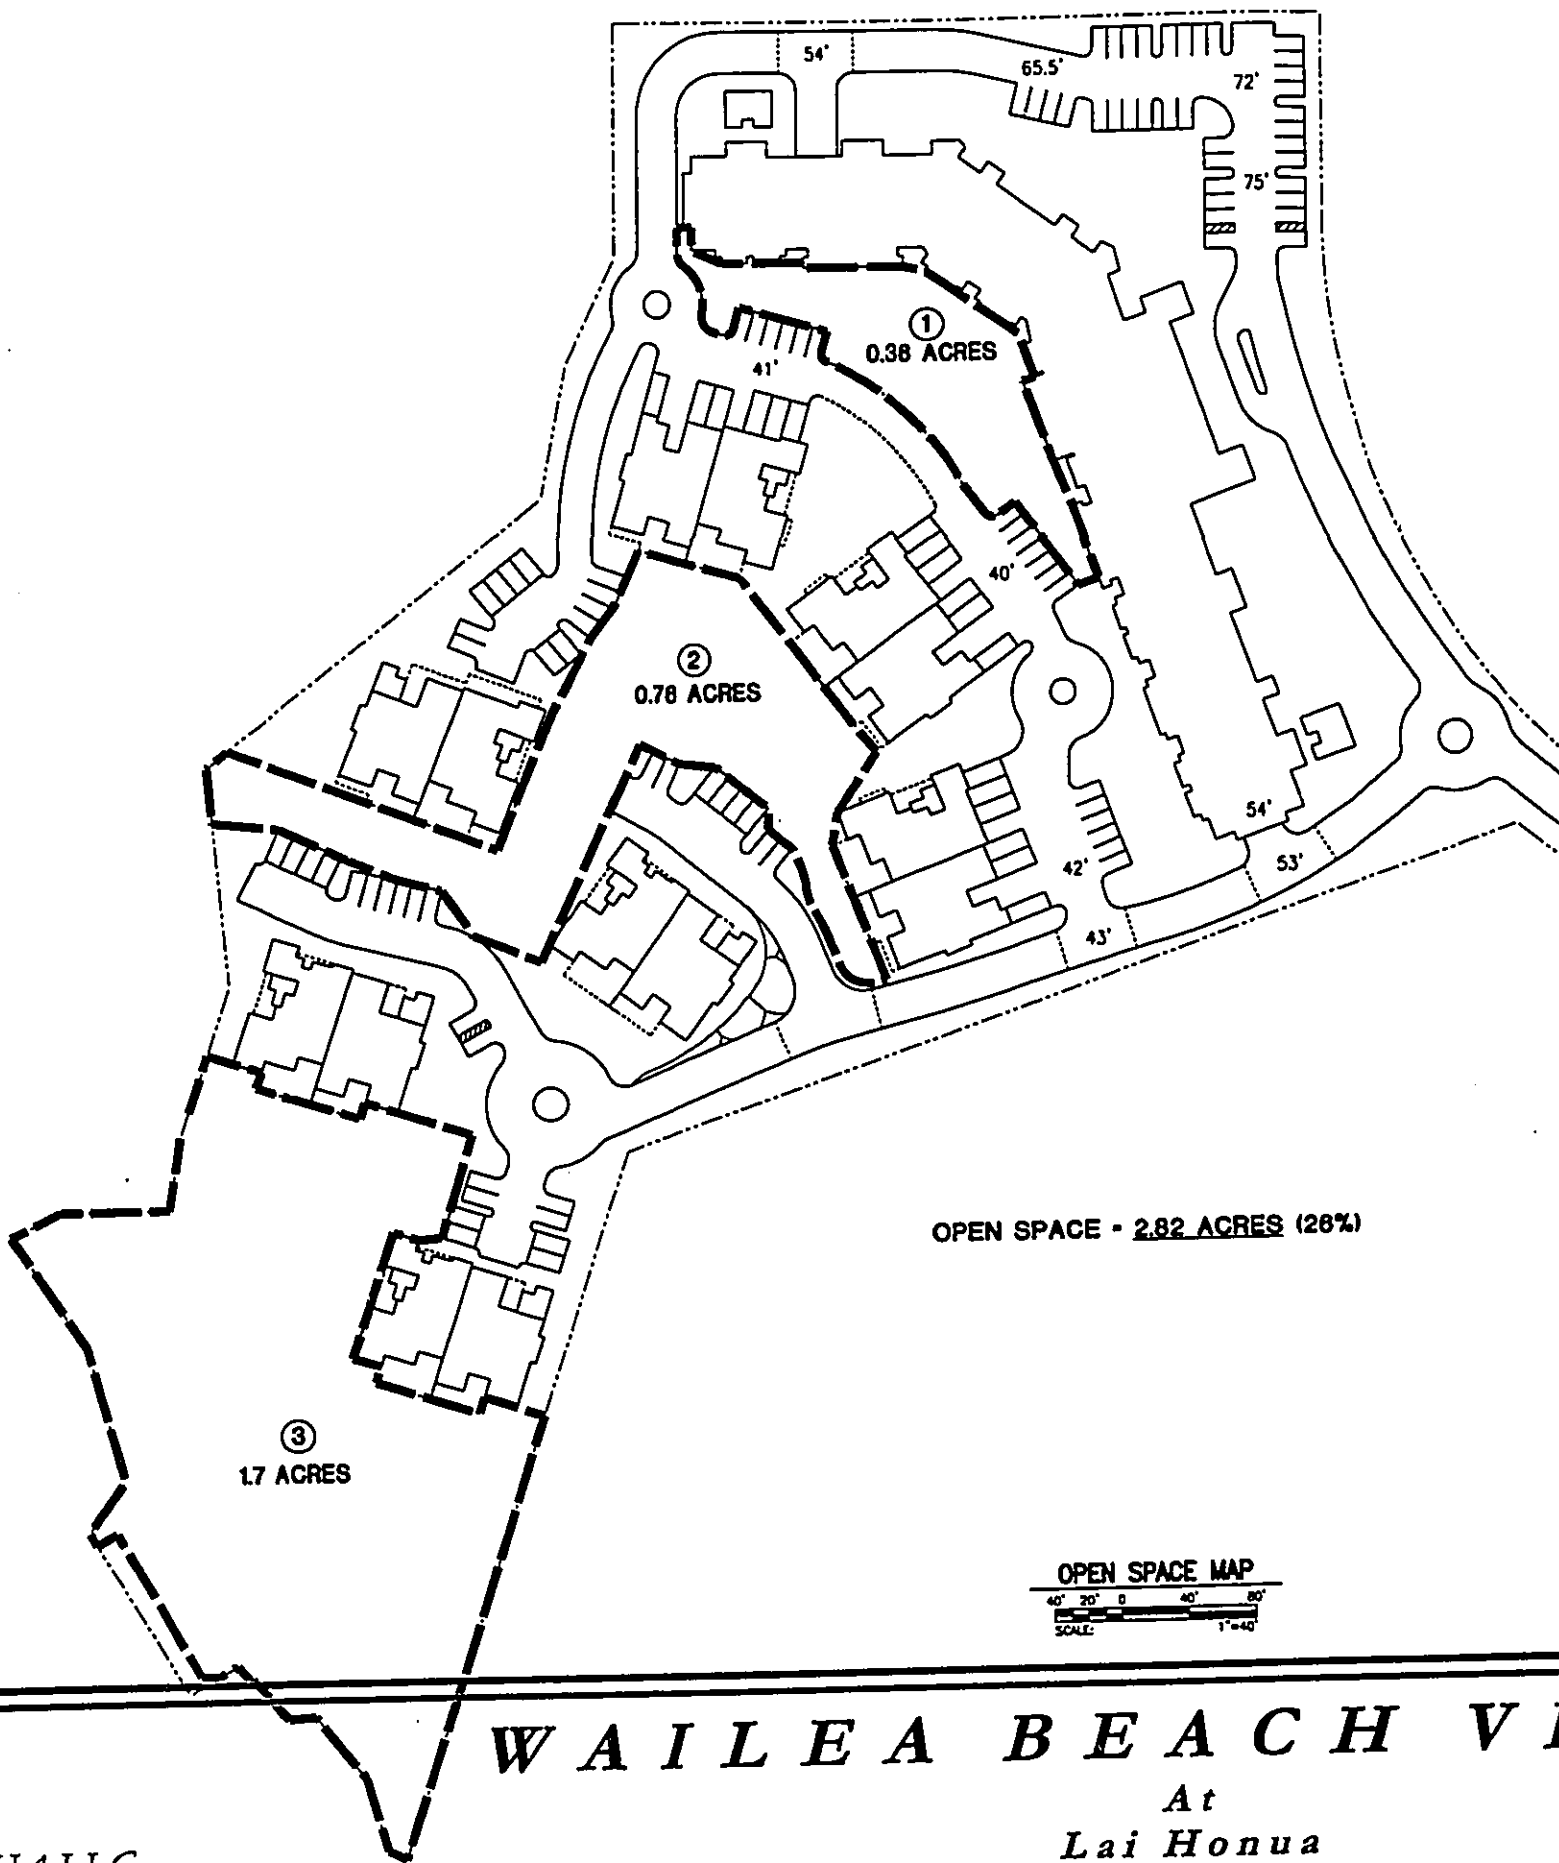 54'
65.5'
72'
75'
1
0.38 ACRES
41'
40'
2
0.78 ACRES
54'
53'
42'
43'
OPEN SPACE - 2.82 ACRES (28%)
3
1.7 ACRES
OPEN SPACE MAP
40' 20' 0 40' 80'
SCALE: 1"=40'
WAILEA BEACH
At
Lai Honua